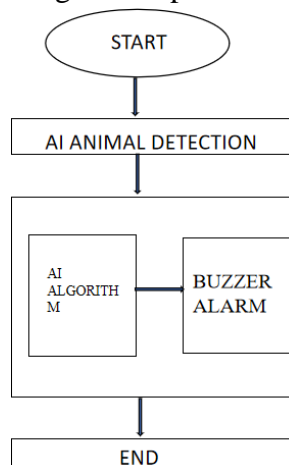 START
AI ANIMAL DETECTION
AI
ALGORITH
M
BUZZER
ALARM
END